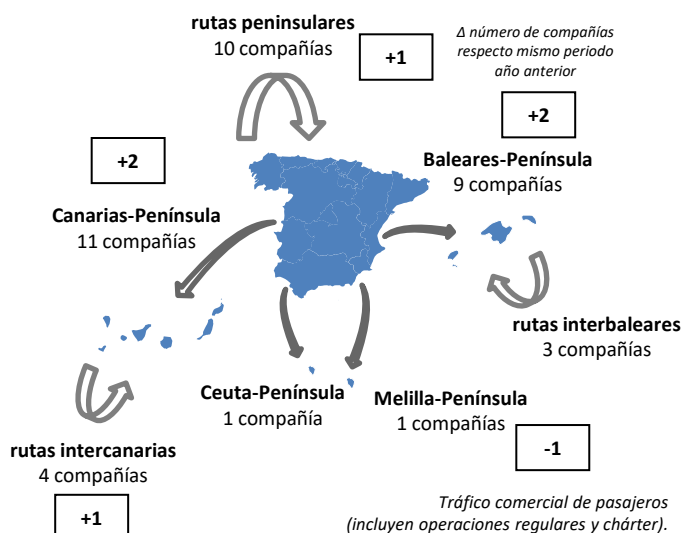 rutas peninsulares
10 compañías
+1
Δ número de compañías
respecto mismo periodo
año anterior
+2
+2
Baleares-Península
9 compañías
Canarias-Península
11 compañías
rutas interbaleares
3 compañías
Ceuta-Península
1 compañía
Melilla-Península
1 compañías
-1
rutas intercanarias
4 compañías
+1
Tráfico comercial de pasajeros
(incluyen operaciones regulares y chárter).